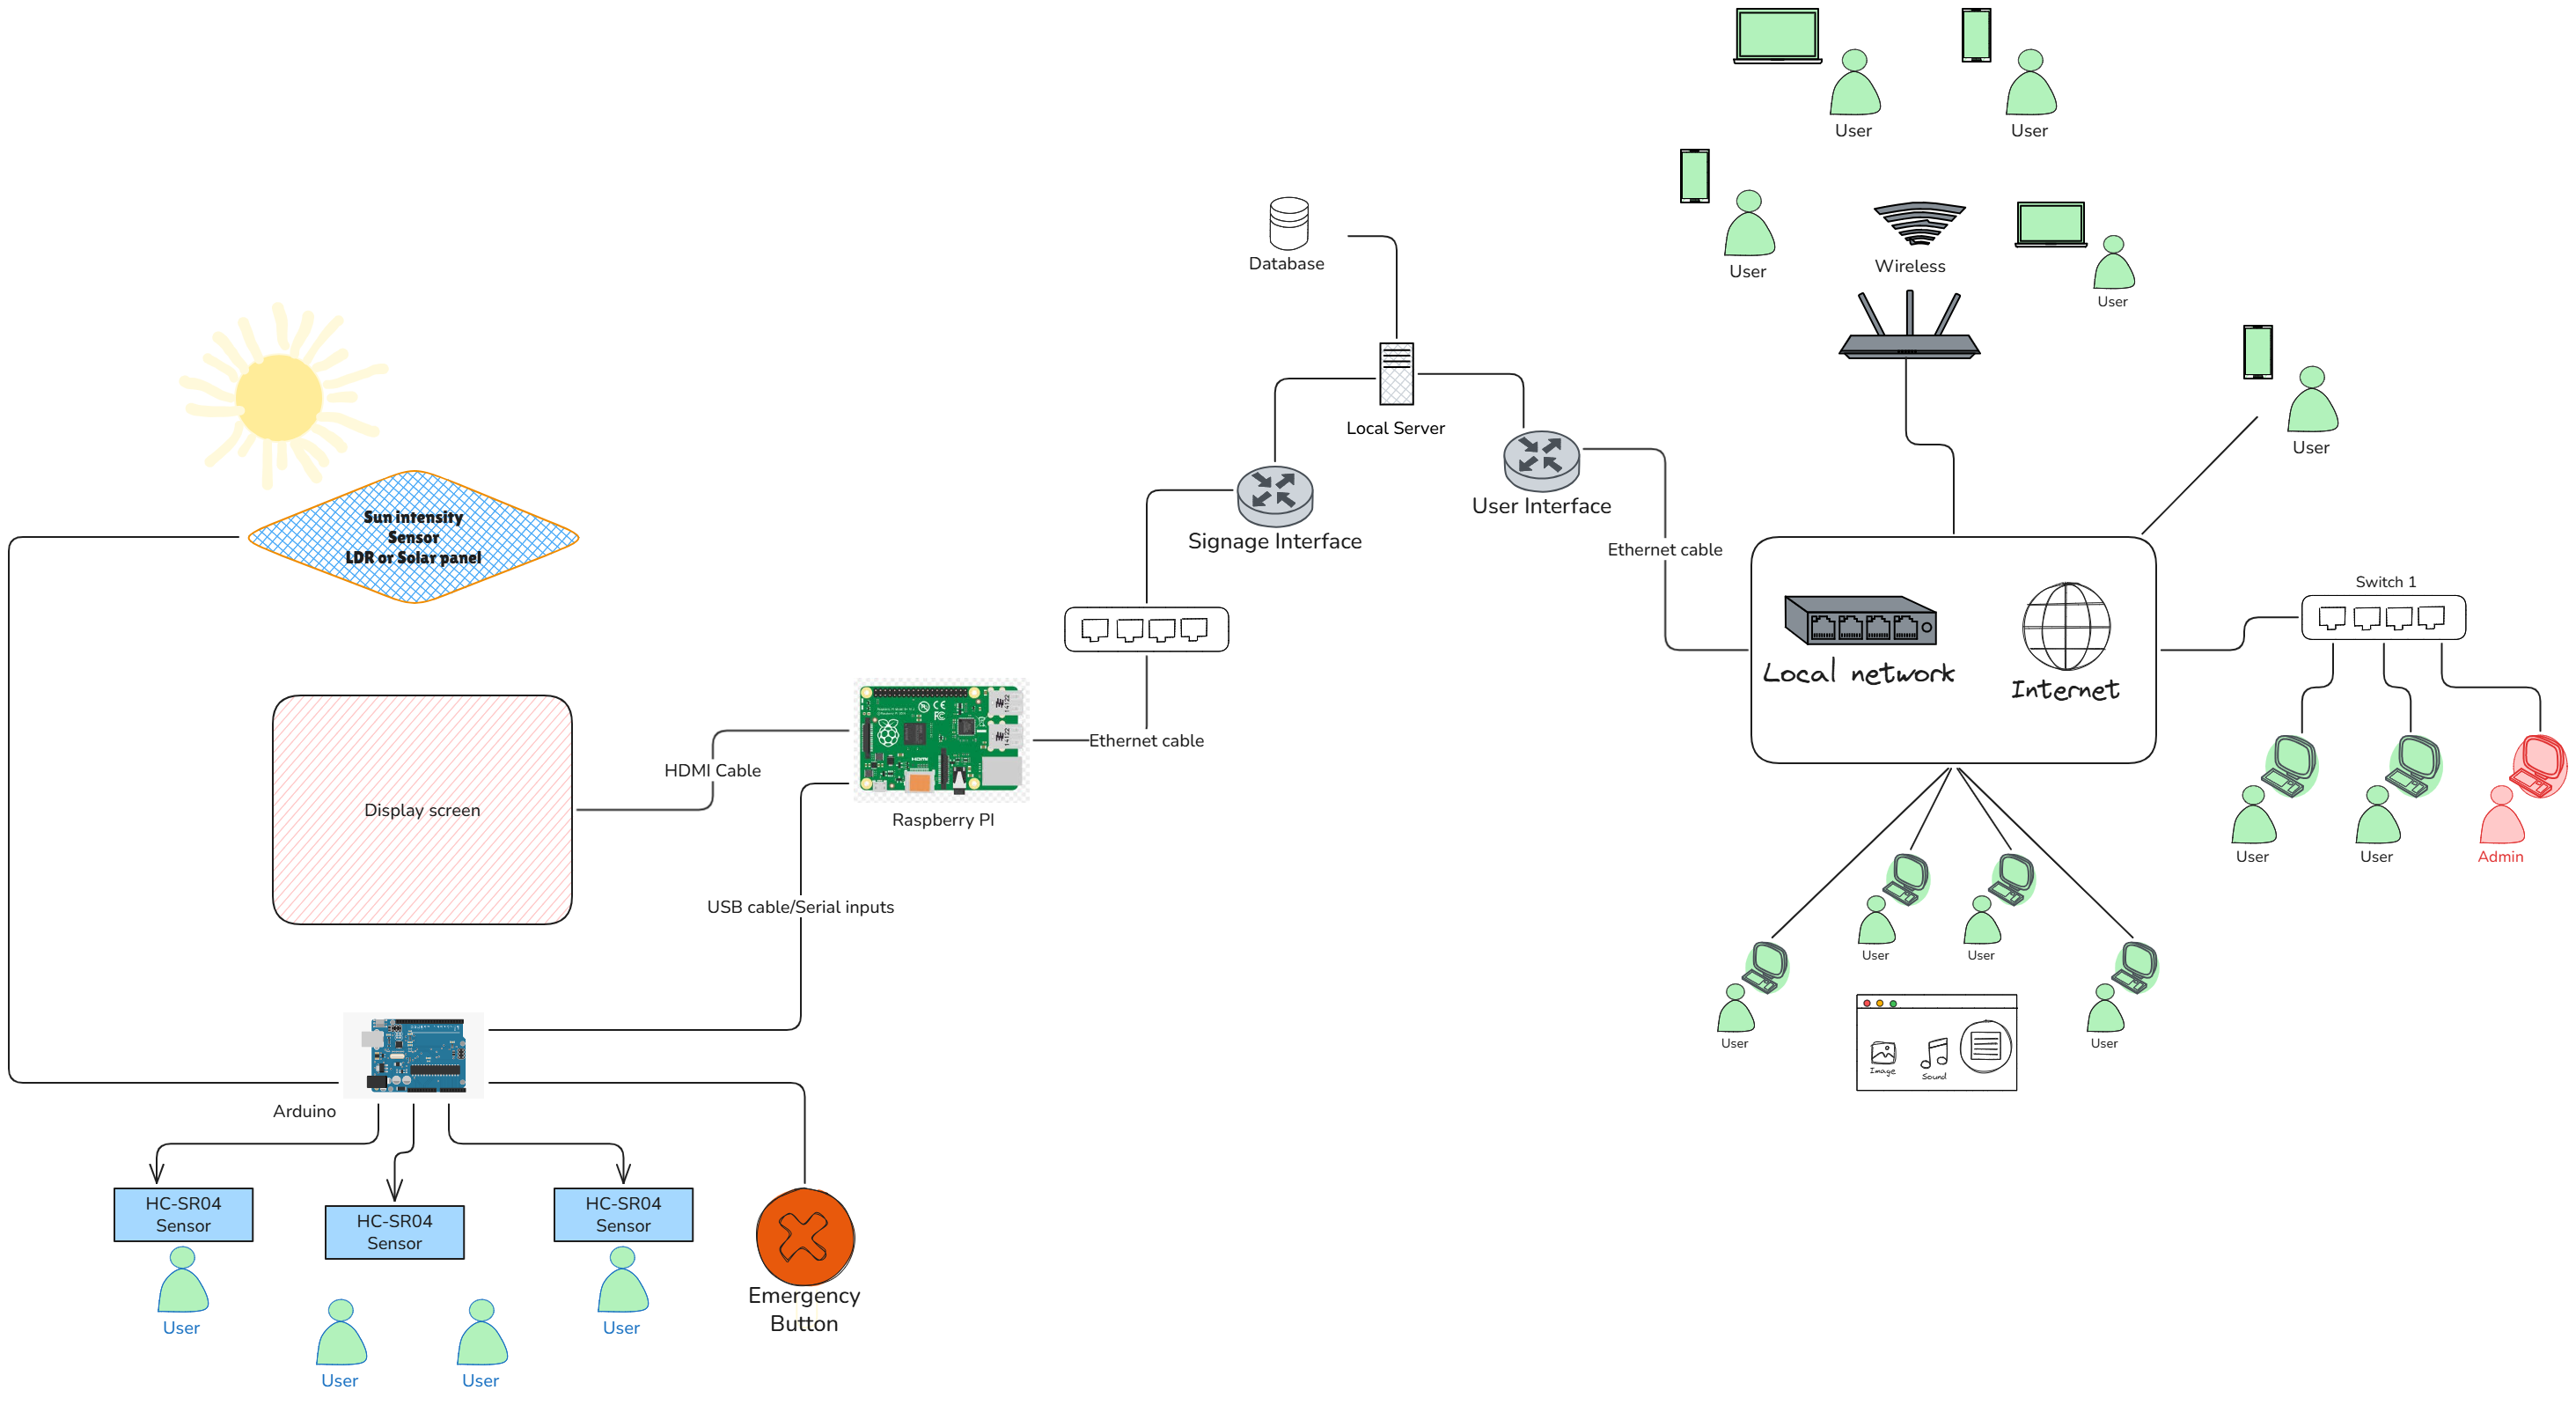 User
User
User
Wireless
User
Database
User
Local Server
User Interface
Signage Interface
Sun intensity
Sensor
LDR or Solar panel
Ethernet cable
Switch 1
Local network
Internet
HDMI Cable
Ethernet cable
HDMI
Raspberry PI
Display screen
USB cable/Serial inputs
User
User
Admin
User
User
User
User
Image
Sound
Arduino
HC-SR04
Sensor
HC-SR04
Sensor
HC-SR04
Sensor
User
User
User
User
Emergency
Button